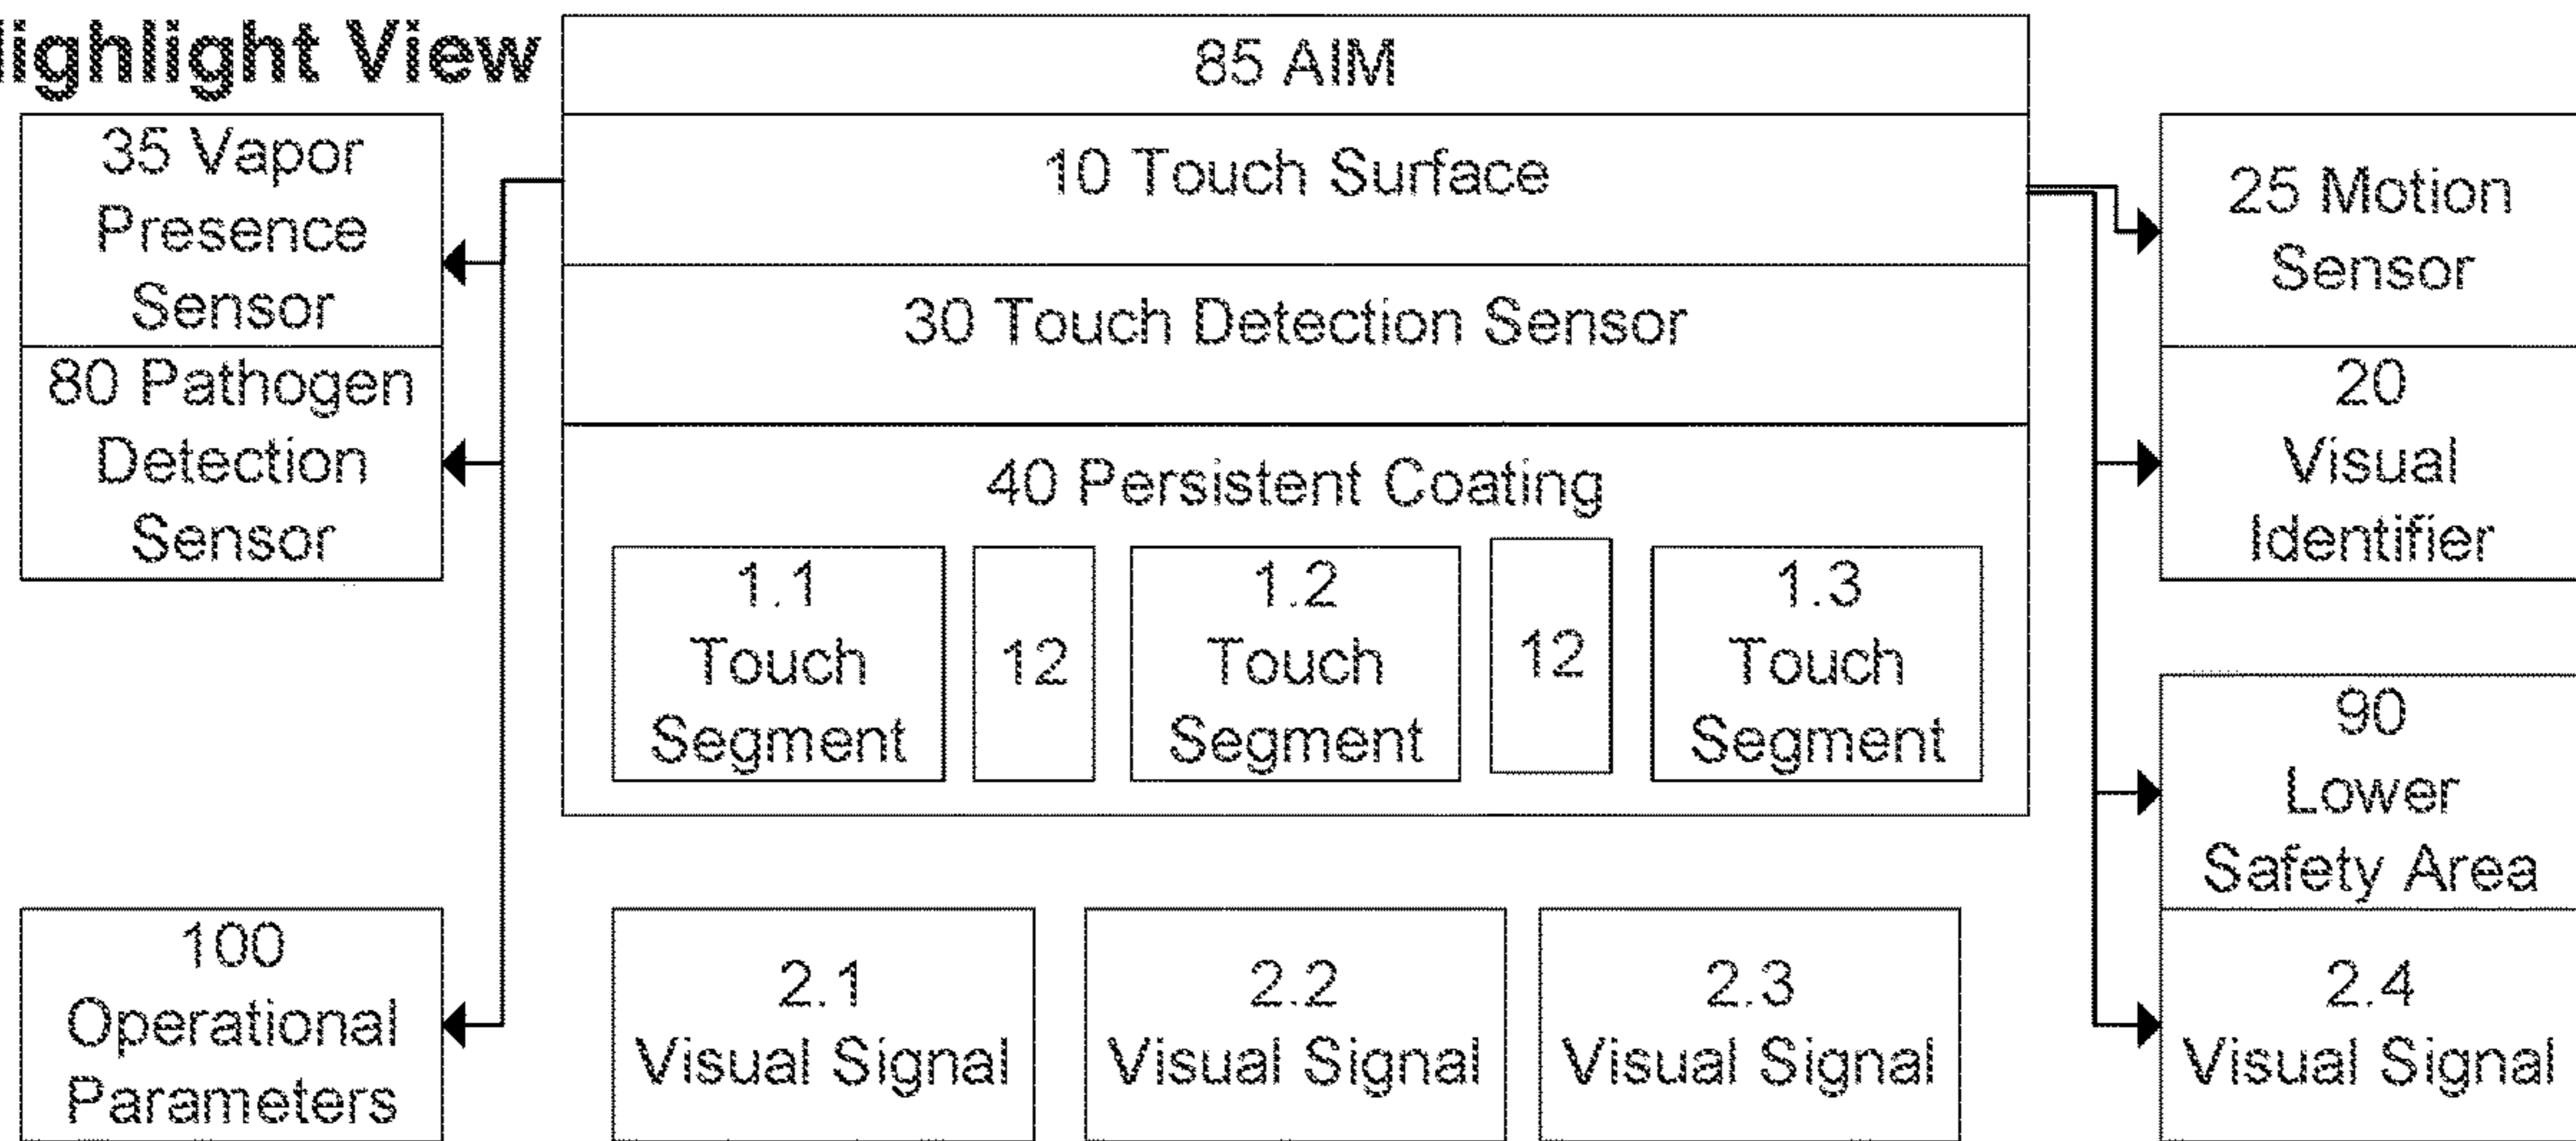 ighlight View
85 AIM
35 Vapor
Presence
Sensor
10 Touch Surface
25 Motion
Sensor
30 Touch Detection Sensor
80 Pathogen
Detection
Sensor
20
Visual
Identifier
40 Persistent Coating
1.1
Touch
Segment
12
1.2
Touch
Segment
12
1.3
Touch
Segment
90
Lower
Safety Area
100
Operational
Parameters
2.1
Visual Signal
2.2
Visual Signal
2.3
Visual Signal
2.4
Visual Signal